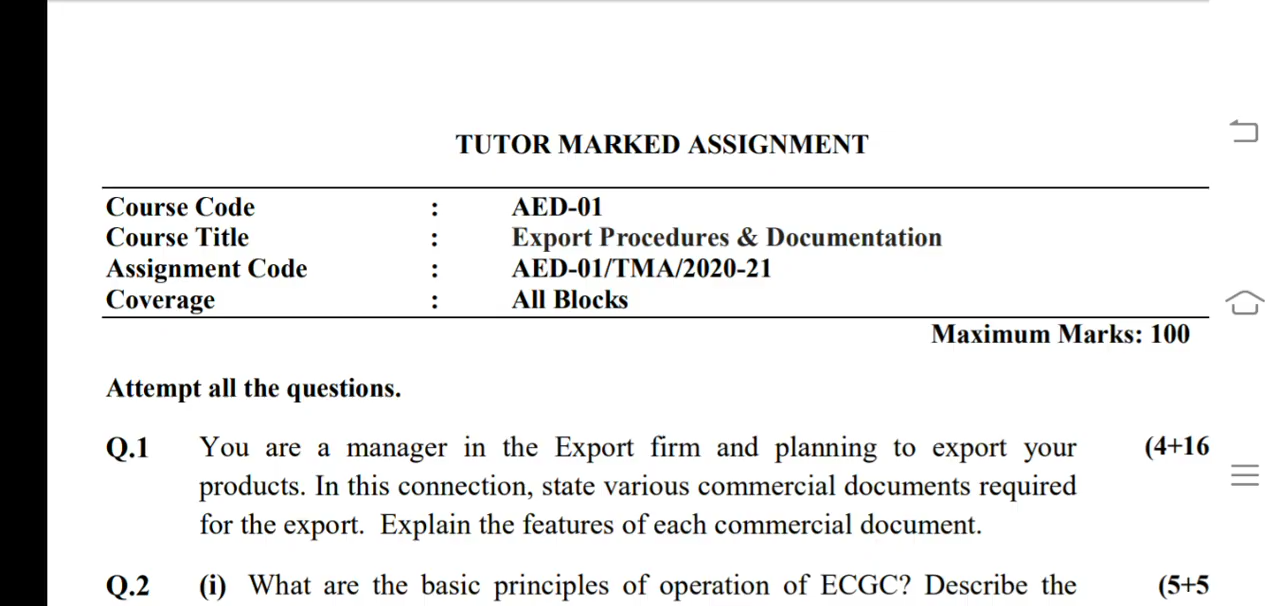 TUTOR MARKED ASSIGNMENT
Course Code : AED-01
Course Title : Export Procedures & Documentation
Assignment Code : AED-01/TMA/2020-21
Coverage : All Blocks
Maximum Marks: 100
Attempt all the questions.
Q.1 You are a manager in the Export firm and planning to export your (4+16
products. In this connection, state various commercial documents required
for the export. Explain the features of each commercial document.
Q.2 (i) What are the basic principles of operation of ECGC? Describe the (5+5